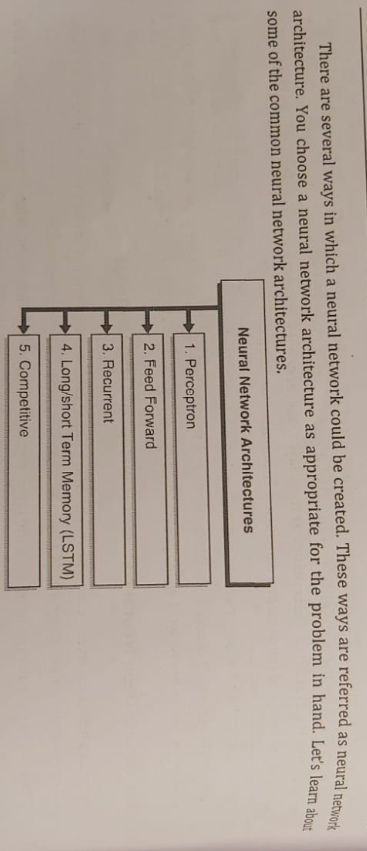 There are several ways in which a neural network could be created. These ways are referred as neural network
architecture. You choose a neural network architecture as appropriate for the problem in hand. Let's learn about
some of the common neural network architectures.
Neural Network Architectures
1. Perceptron
2. Feed Forward
3. Recurrent
4. Long/short Term Memory (LSTM)
5. Competitive